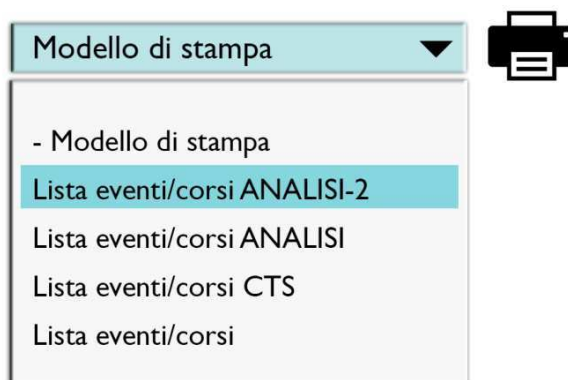 Modello di stampa
- Modello di stampa
Lista eventi/corsi ANALISI-2
Lista eventi/corsi ANALISI
Lista eventi/corsi CTS
Lista eventi/corsi